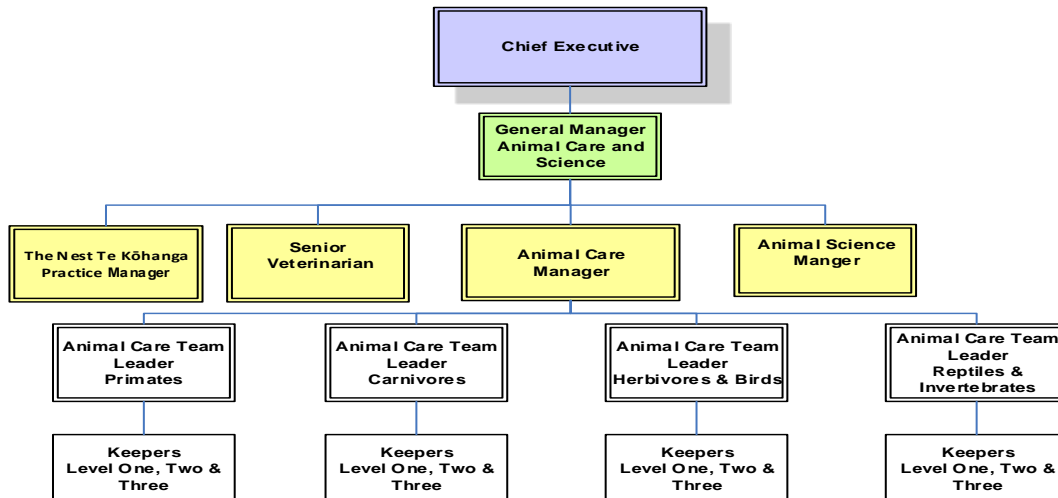 Chief Executive
General Manager
Animal Care and
Science
The Nest Te Kōhanga
Practice Manager
Senior
Veterinarian
Animal Care
Manager
Animal Science
Manger
Animal Care Team
Leader
Primates
Animal Care Team
Leader
Carnivores
Animal Care Team
Leader
Herbivores & Birds
Animal Care Team
Leader
Reptiles &
Invertebrates
Keepers
Level One, Two &
Three
Keepers
Level One, Two &
Three
Keepers
Level One, Two &
Three
Keepers
Level One, Two &
Three